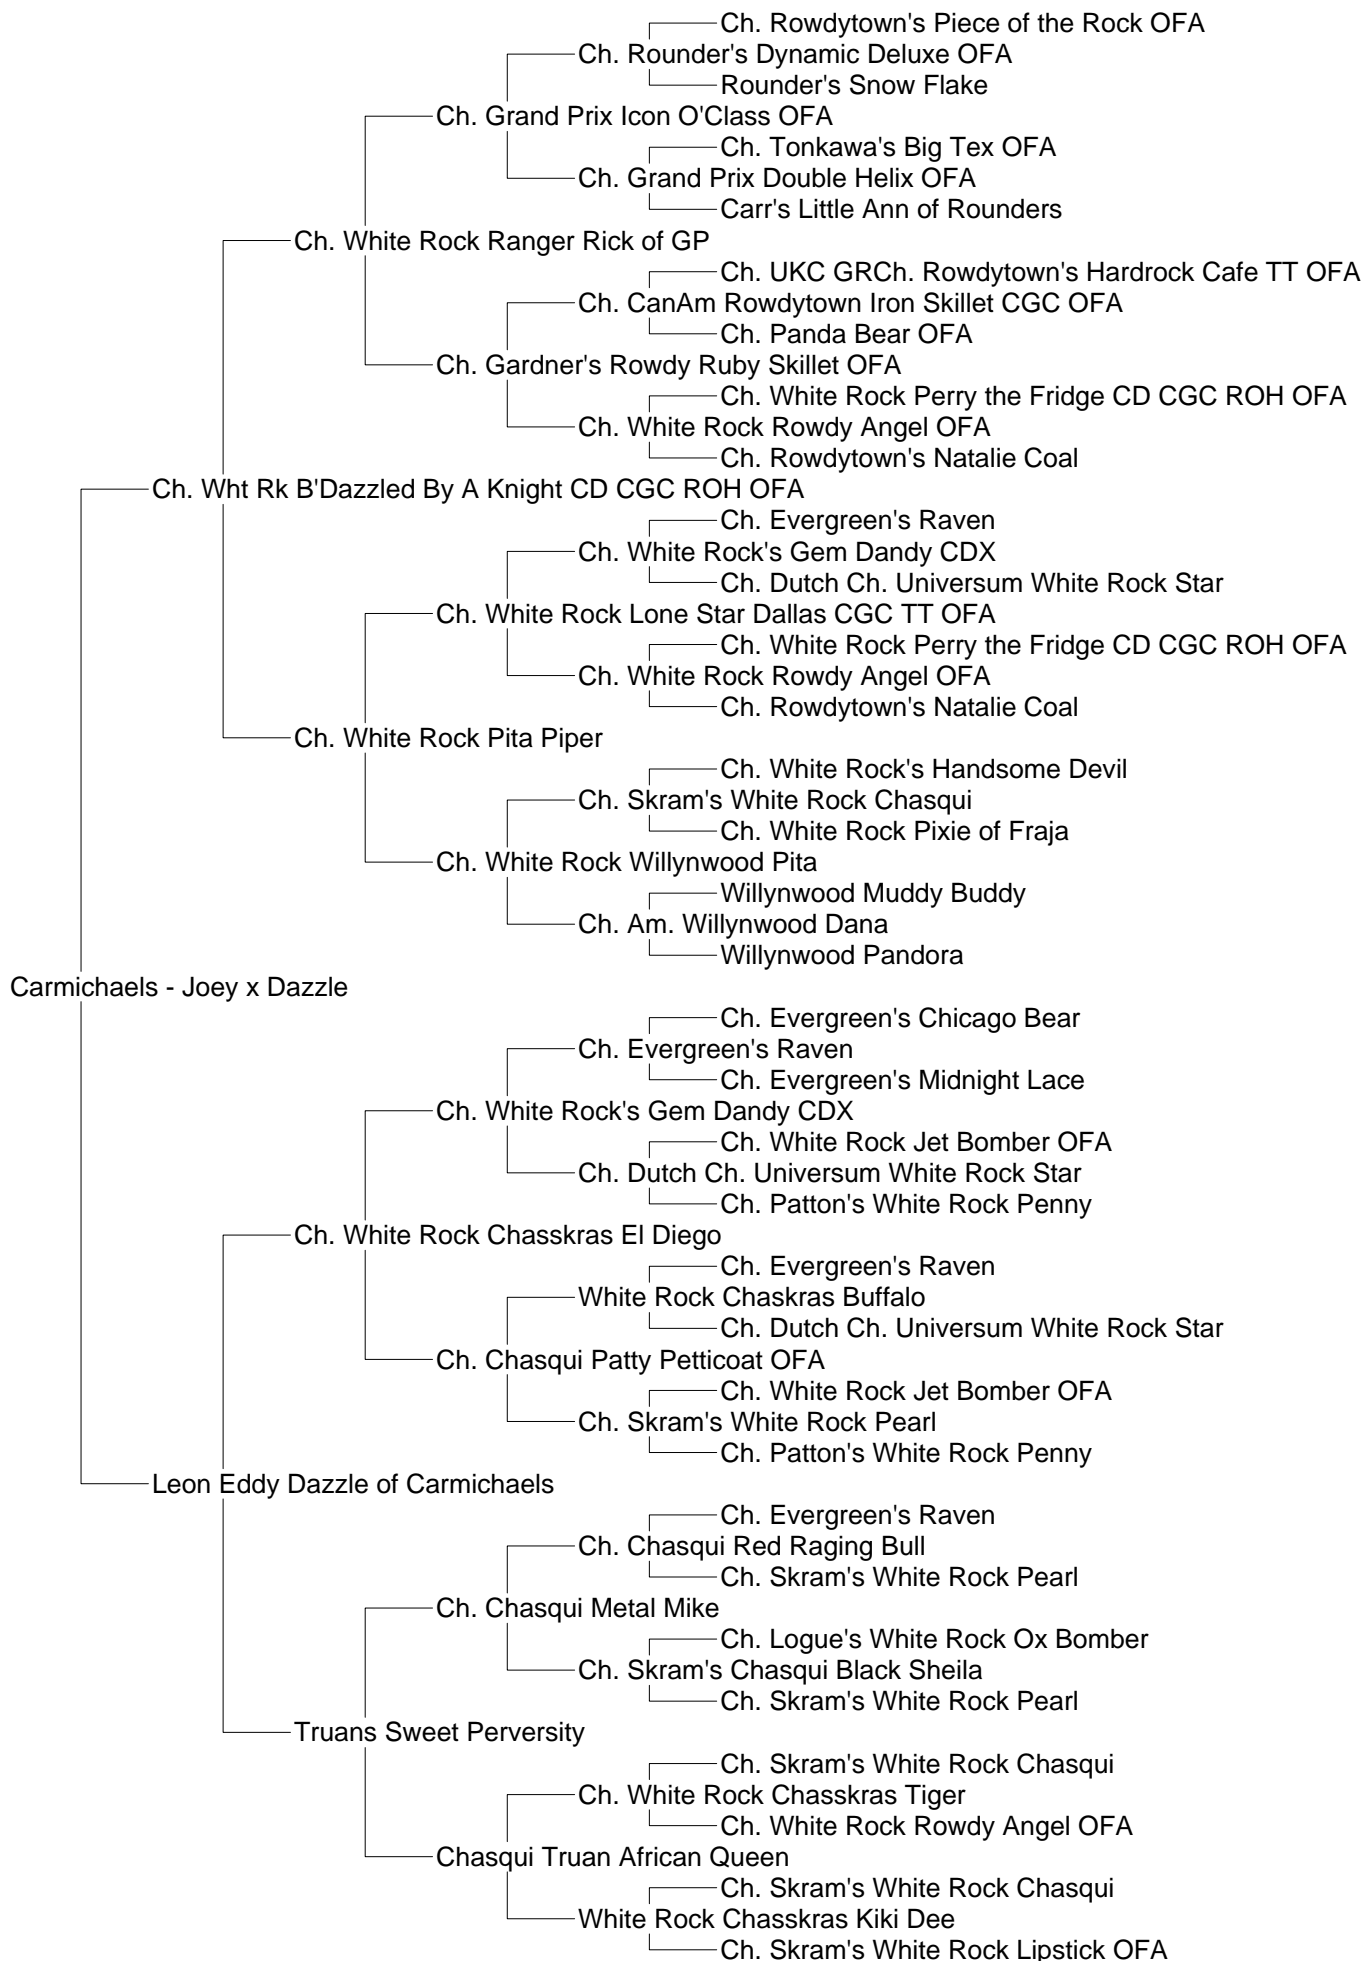 Ch. Rowdytown's Piece of the Rock OFA
Ch. Rounder's Dynamic Deluxe OFA
Rounder's Snow Flake
Ch. Grand Prix Icon O'Class OFA
Ch. Tonkawa's Big Tex OFA
Ch. Grand Prix Double Helix OFA
Carr's Little Ann of Rounders
Ch. White Rock Ranger Rick of GP
Ch. UKC GRCh. Rowdytown's Hardrock Cafe TT OFA
Ch. CanAm Rowdytown Iron Skillet CGC OFA
Ch. Panda Bear OFA
Ch. Gardner's Rowdy Ruby Skillet OFA
Ch. White Rock Perry the Fridge CD CGC ROH OFA
Ch. White Rock Rowdy Angel OFA
Ch. Rowdytown's Natalie Coal
Ch. Wht Rk B'Dazzled By A Knight CD CGC ROH OFA
Ch. Evergreen's Raven
Ch. White Rock's Gem Dandy CDX
Ch. Dutch Ch. Universum White Rock Star
Ch. White Rock Lone Star Dallas CGC TT OFA
Ch. White Rock Perry the Fridge CD CGC ROH OFA
Ch. White Rock Rowdy Angel OFA
Ch. Rowdytown's Natalie Coal
Ch. White Rock Pita Piper
Ch. White Rock's Handsome Devil
Ch. Skram's White Rock Chasqui
Ch. White Rock Pixie of Fraja
Ch. White Rock Willynwood Pita
Willynwood Muddy Buddy
Ch. Am. Willynwood Dana
Willynwood Pandora
Carmichaels - Joey x Dazzle
Ch. Evergreen's Chicago Bear
Ch. Evergreen's Raven
Ch. Evergreen's Midnight Lace
Ch. White Rock's Gem Dandy CDX
Ch. White Rock Jet Bomber OFA
Ch. Dutch Ch. Universum White Rock Star
Ch. Patton's White Rock Penny
Ch. White Rock Chasskras El Diego
Ch. Evergreen's Raven
White Rock Chaskras Buffalo
Ch. Dutch Ch. Universum White Rock Star
Ch. Chasqui Patty Petticoat OFA
Ch. White Rock Jet Bomber OFA
Ch. Skram's White Rock Pearl
Ch. Patton's White Rock Penny
Leon Eddy Dazzle of Carmichaels
Ch. Evergreen's Raven
Ch. Chasqui Red Raging Bull
Ch. Skram's White Rock Pearl
Ch. Chasqui Metal Mike
Ch. Logue's White Rock Ox Bomber
Ch. Skram's Chasqui Black Sheila
Ch. Skram's White Rock Pearl
Truans Sweet Perversity
Ch. Skram's White Rock Chasqui
Ch. White Rock Chasskras Tiger
Ch. White Rock Rowdy Angel OFA
Chasqui Truan African Queen
Ch. Skram's White Rock Chasqui
White Rock Chasskras Kiki Dee
Ch. Skram's White Rock Lipstick OFA